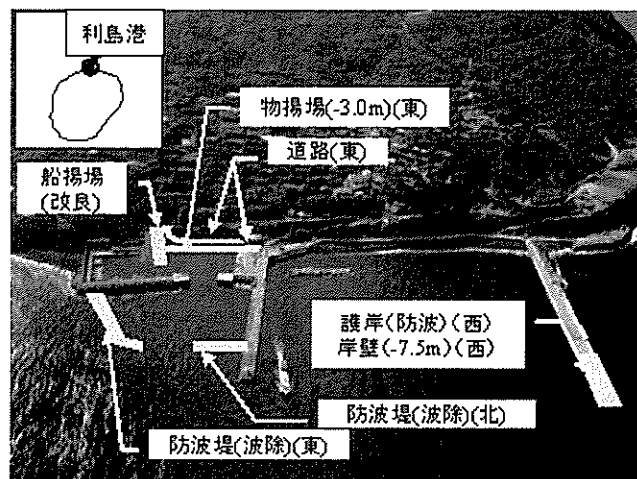 利島港
物揚場(-3.0m)(東)
道路(東)
船揚場
(改良)
護岸(防波)(西)
岸壁(-7.5m)(西)
防波堤(波除)(北)
防波堤(波除)(東)